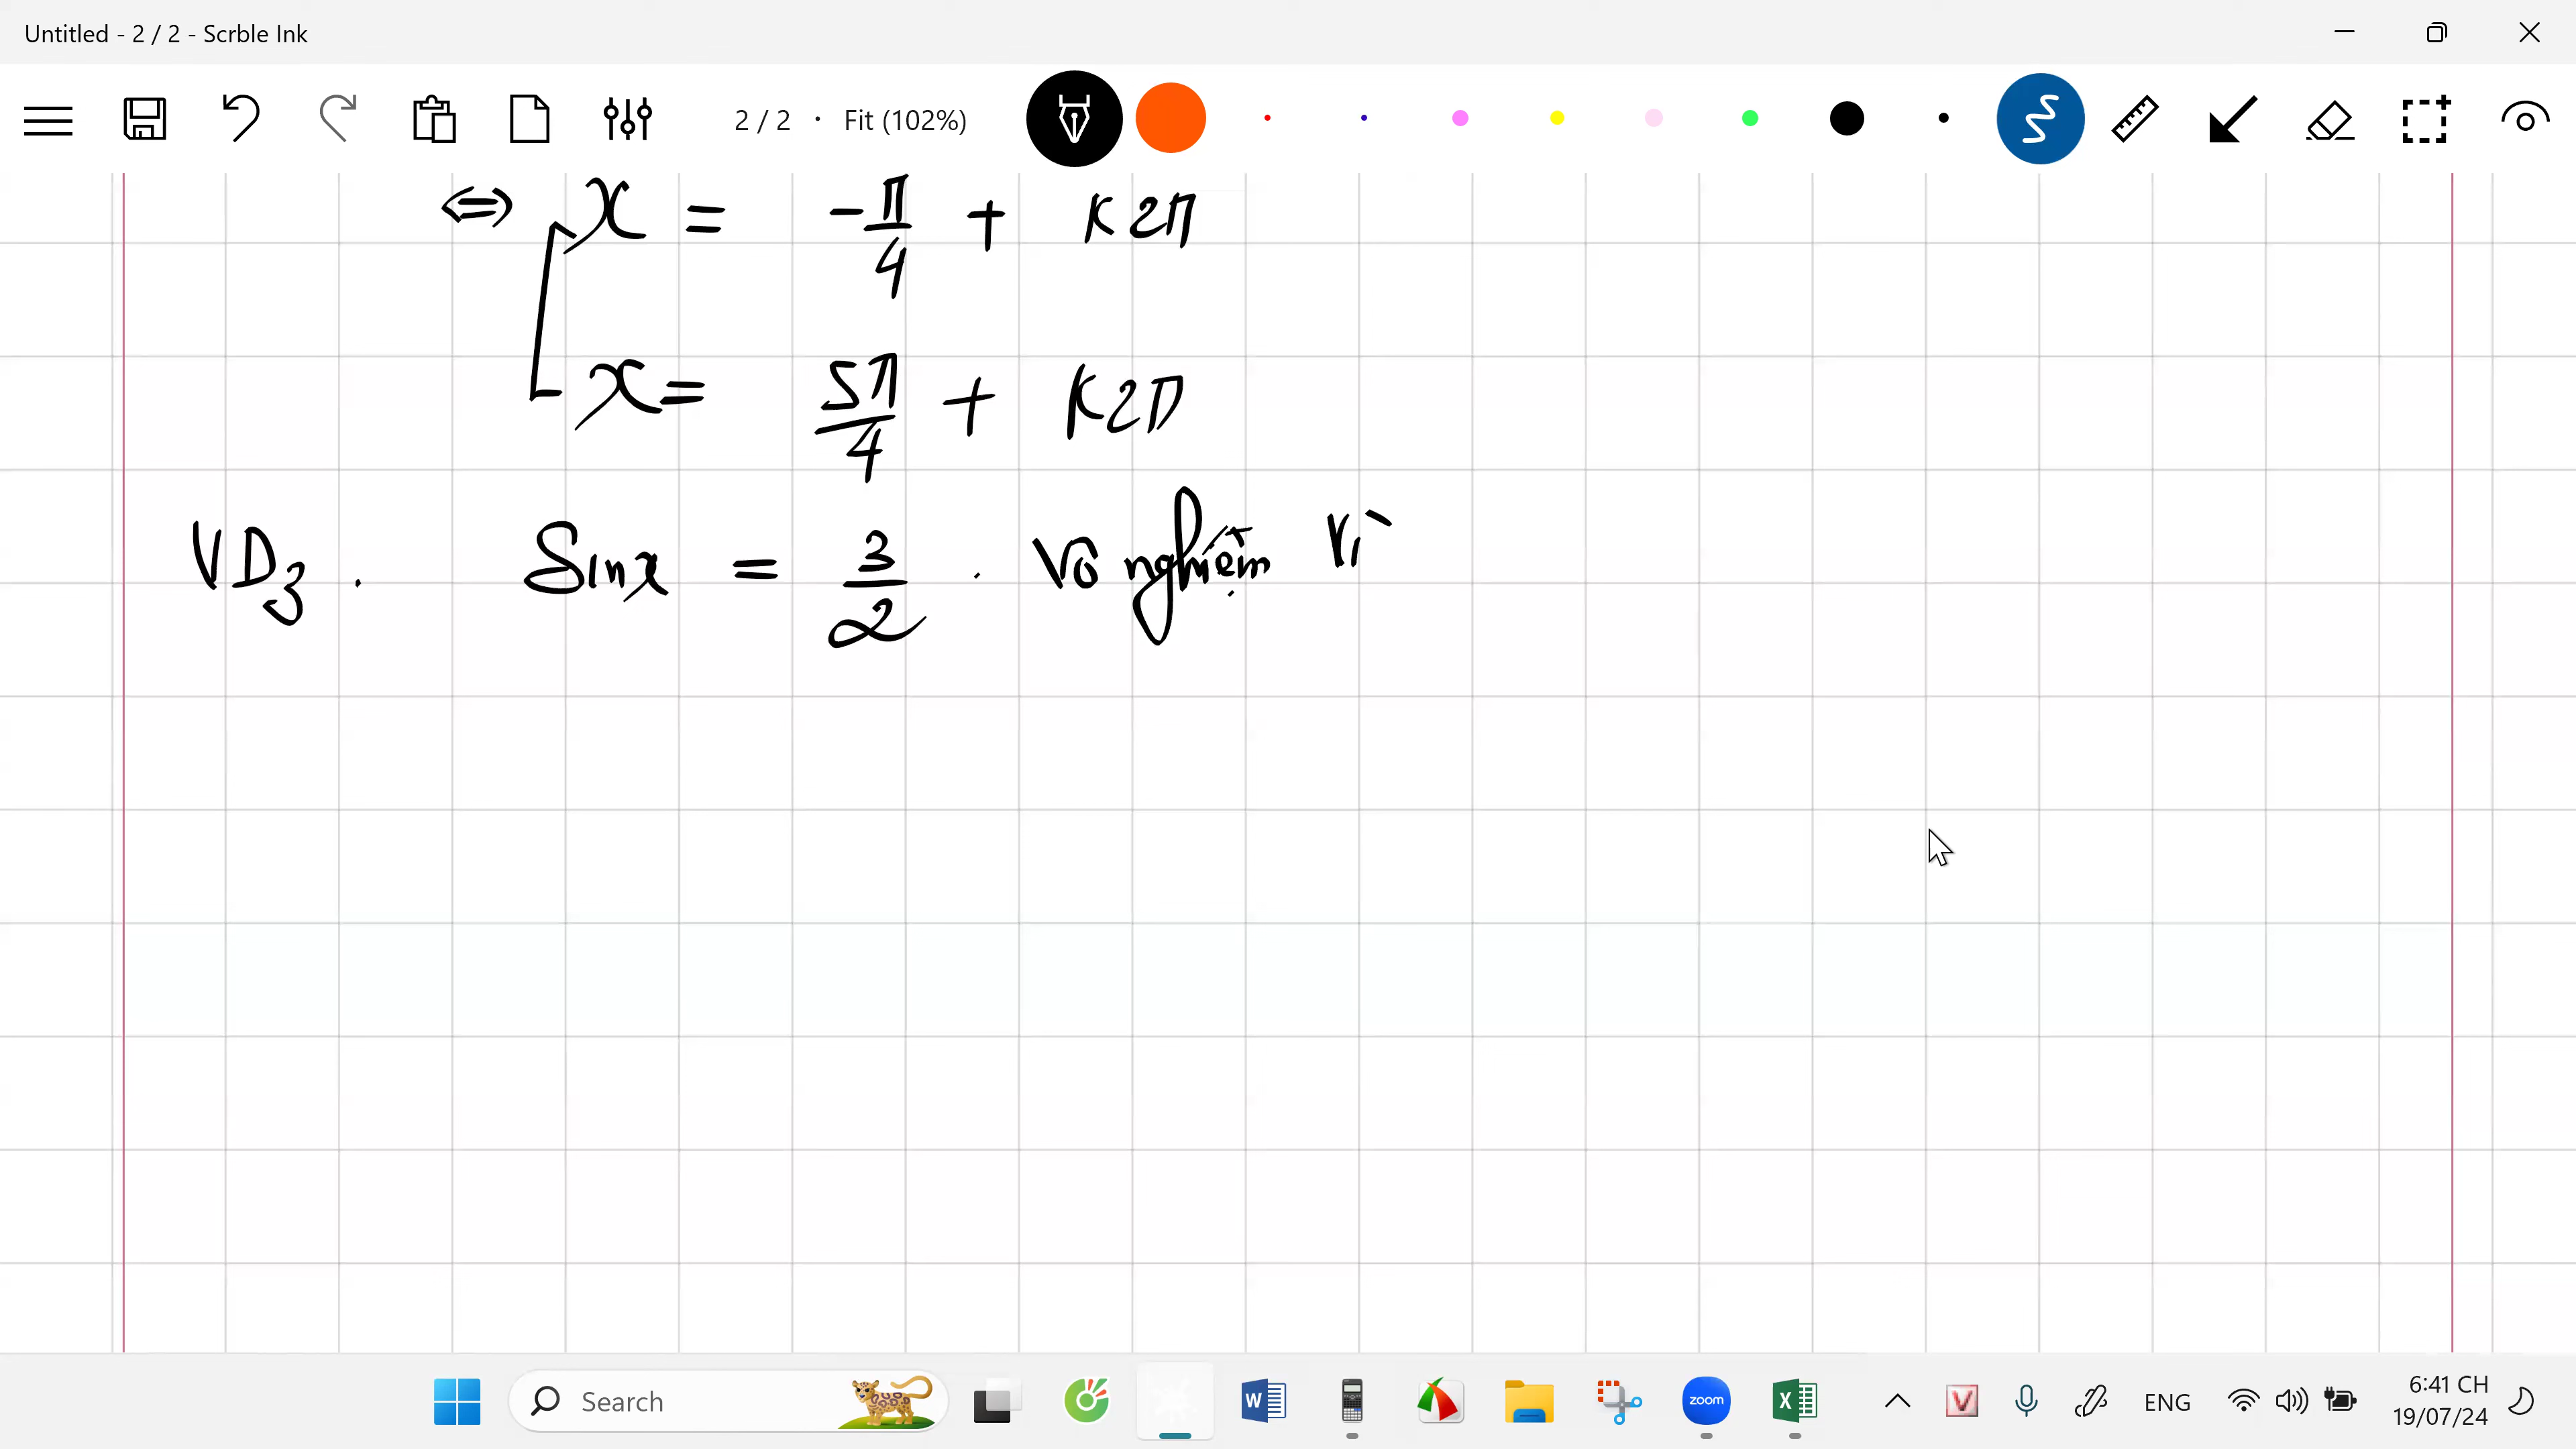 Untitled - 2 / 2 - Scrble Ink
2 / 2 · Fit (102%)
⇔ x = -π/4 + k2π
x = 5π/4 + k2π
VD3. Sinx = 3/2 . Vô nghiệm Vì
Search
W
zoom
X
V
ENG
6:41 CH
19/07/24